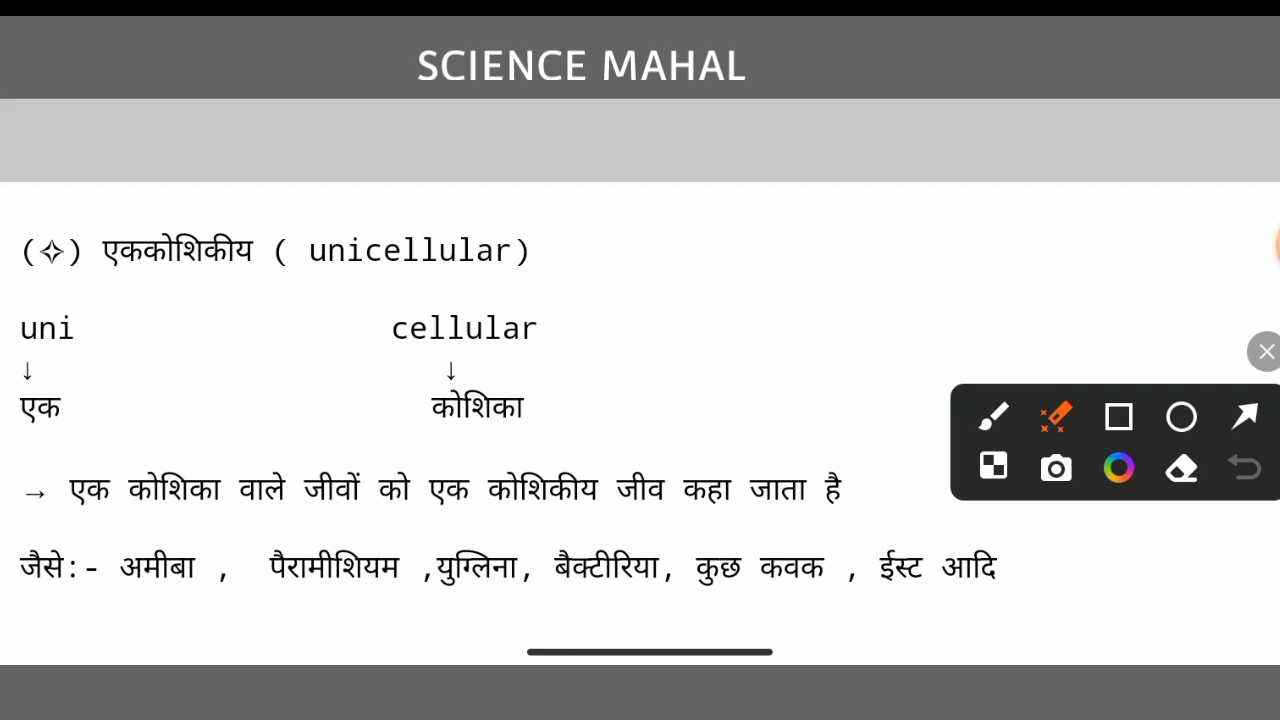 SCIENCE MAHAL
(✧) एककोशिकीय ( unicellular)
uni cellular
↓ ↓
एक कोशिका
→ एक कोशिका वाले जीवों को एक कोशिकीय जीव कहा जाता है
जैसे:- अमीबा , पैरामीशियम ,युग्लिना, बैक्टीरिया, कुछ कवक , ईस्ट आदि